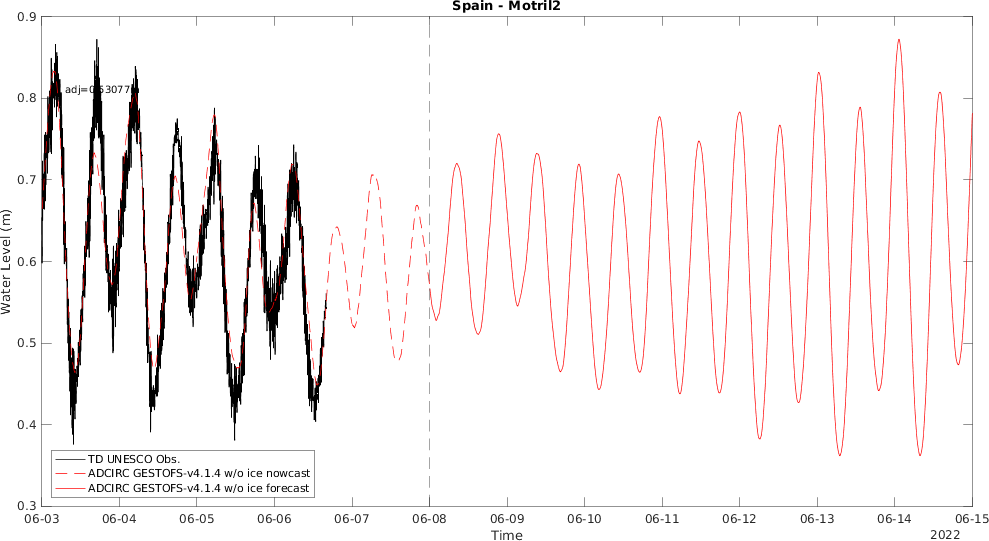 Spain - Motril2
0.9
0.8
0.7
0.6
0.5
0.4
0.3
Water Level (m)
TD UNESCO Obs.
ADCIRC GESTOFS-v4.1.4 w/o ice nowcast
ADCIRC GESTOFS-v4.1.4 w/o ice forecast
06-03 06-04 06-05 06-06 06-07 06-08 06-09 06-10 06-11 06-12 06-13 06-14 06-15
Time
2022